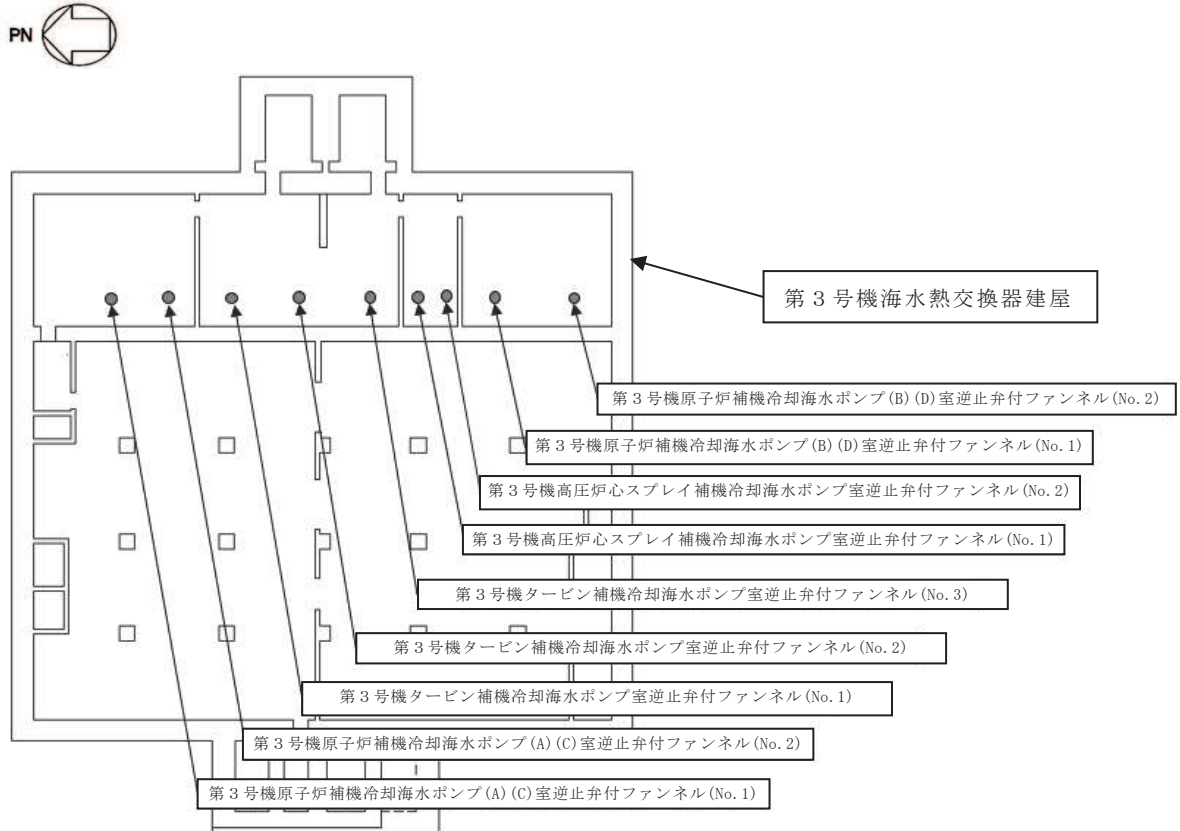 PN
第３号機海水熱交換器建屋
第３号機原子炉補機冷却海水ポンプ(B)(D)室逆止弁付ファンネル(No.2)
第３号機原子炉補機冷却海水ポンプ(B)(D)室逆止弁付ファンネル(No.1)
第３号機高圧炉心スプレイ補機冷却海水ポンプ室逆止弁付ファンネル(No.2)
第３号機高圧炉心スプレイ補機冷却海水ポンプ室逆止弁付ファンネル(No.1)
第３号機タービン補機冷却海水ポンプ室逆止弁付ファンネル(No.3)
第３号機タービン補機冷却海水ポンプ室逆止弁付ファンネル(No.2)
第３号機タービン補機冷却海水ポンプ室逆止弁付ファンネル(No.1)
第３号機原子炉補機冷却海水ポンプ(A)(C)室逆止弁付ファンネル(No.2)
第３号機原子炉補機冷却海水ポンプ(A)(C)室逆止弁付ファンネル(No.1)